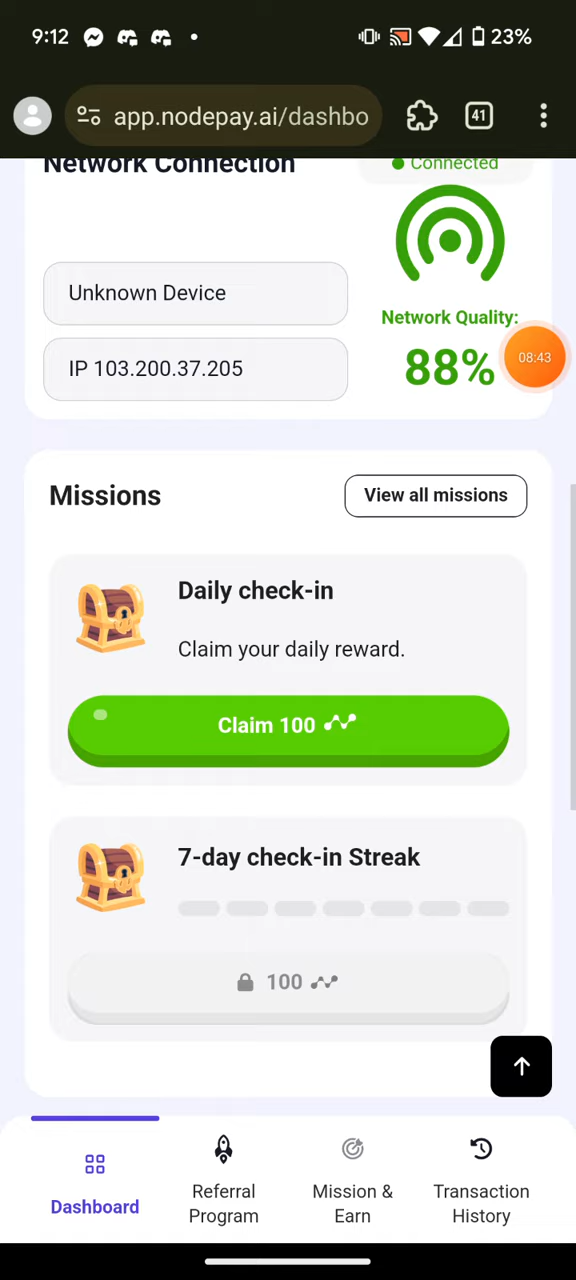 9:12
23%
app.nodepay.ai/dashbo
41
Network Connection
Connected
Unknown Device
Network Quality:
IP 103.200.37.205
88%
08:43
Missions
View all missions
Daily check-in
Claim your daily reward.
Claim 100
7-day check-in Streak
100
Dashboard
Referral
Program
Mission &
Earn
Transaction
History